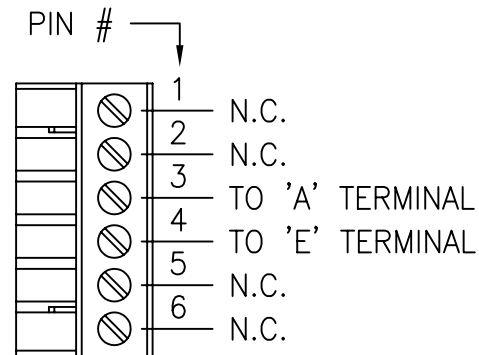 PIN #
1 N.C.
2 N.C.
3 TO 'A' TERMINAL
4 TO 'E' TERMINAL
5 N.C.
6 N.C.